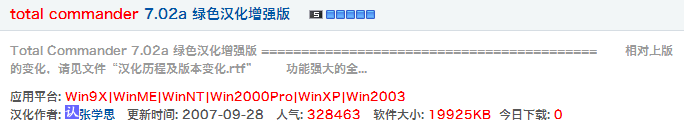 total commander 7.02a 绿色汉化增强版 S
Total Commander 7.02a 绿色汉化增强版 ========================================== 相对上版
的变化，请见文件“汉化历程及版本变化.rtf” 功能强大的全...
应用平台: Win9X|WinME|WinNT|Win2000Pro|WinXP|Win2003
汉化作者: 认张学思 更新时间: 2007-09-28 人气: 328463 软件大小: 19925KB 今日下载: 0